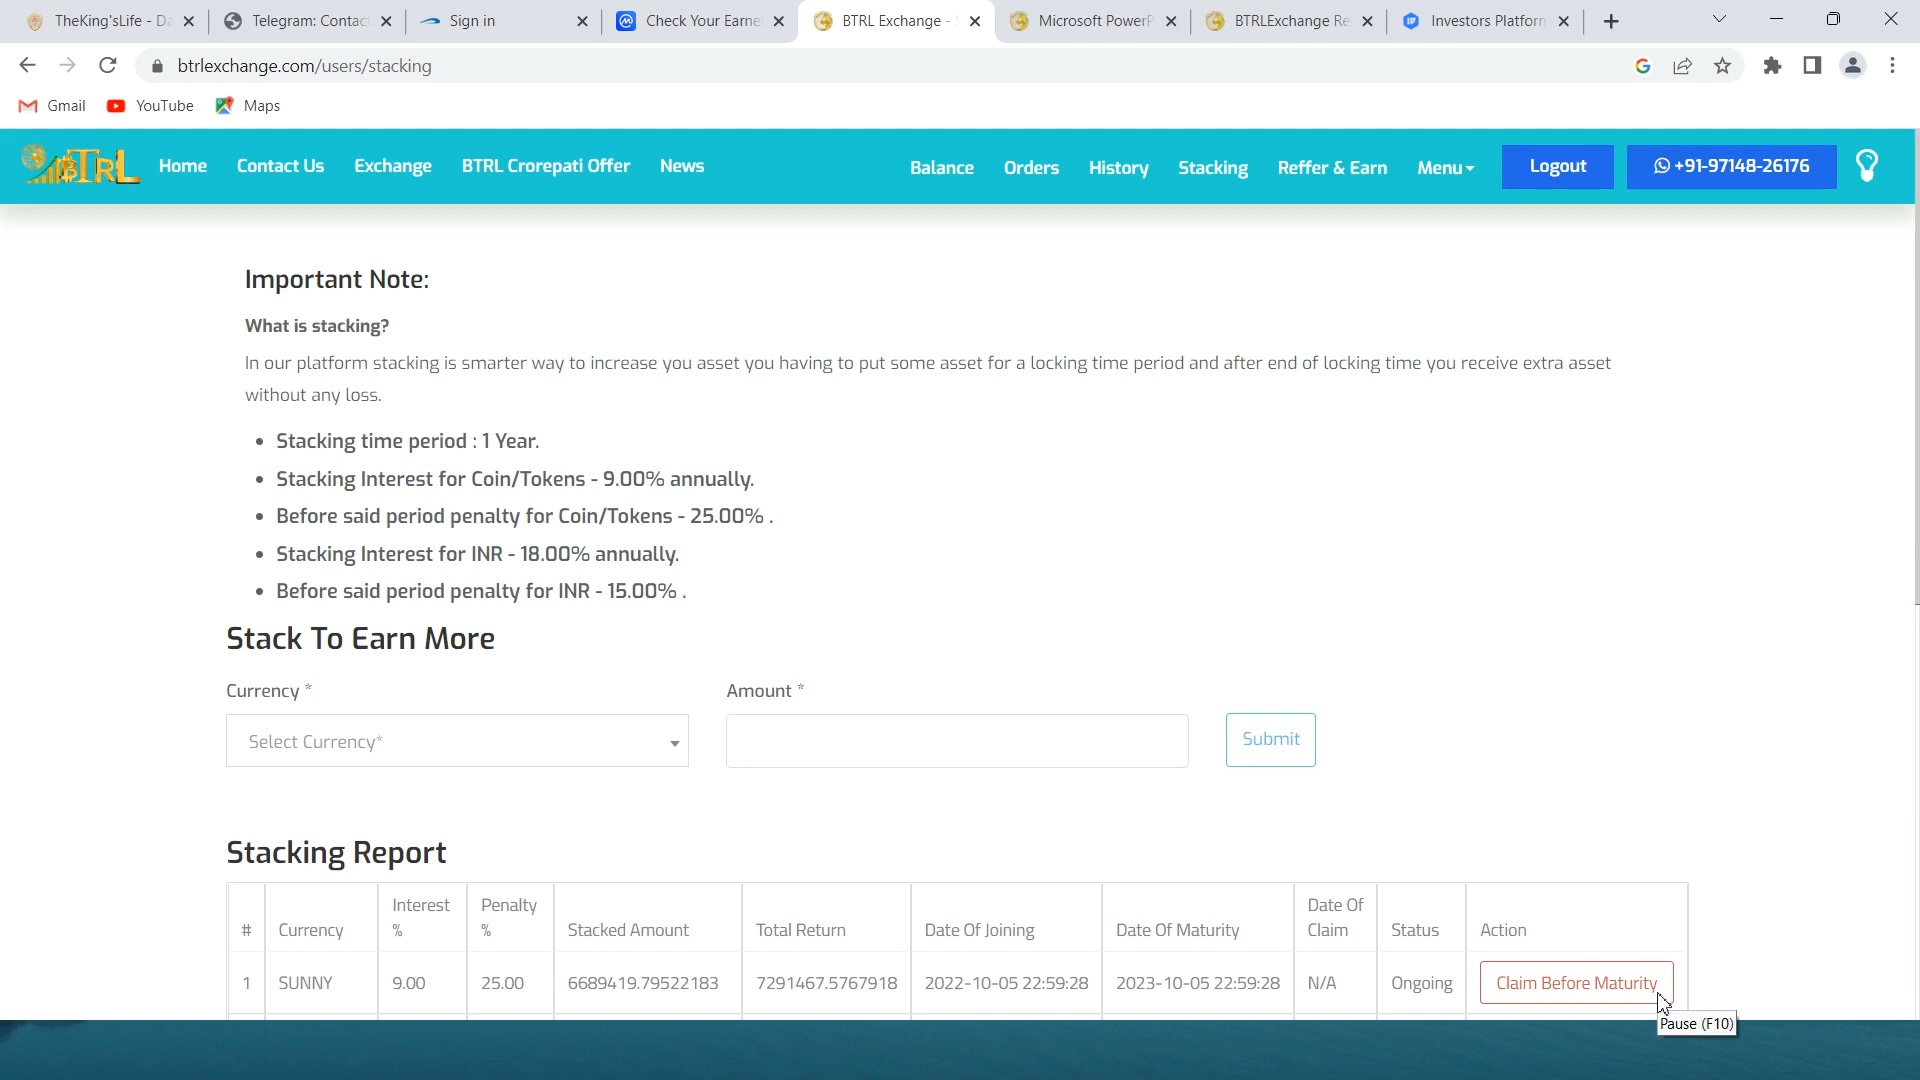 TheKing'sLife - Da
Telegram: Contac
Sign in
Check Your Earne
BTRL Exchange - S
Microsoft PowerP
BTRLExchange Re
Investors Platform
btrlexchange.com/users/stacking
Gmail YouTube Maps
BTRL Home Contact Us Exchange BTRL Crorepati Offer News Balance Orders History Stacking Reffer & Earn Menu Logout +91-97148-26176
Important Note:
What is stacking?
In our platform stacking is smarter way to increase you asset you having to put some asset for a locking time period and after end of locking time you receive extra asset
without any loss.
• Stacking time period : 1 Year.
• Stacking Interest for Coin/Tokens - 9.00% annually.
• Before said period penalty for Coin/Tokens - 25.00% .
• Stacking Interest for INR - 18.00% annually.
• Before said period penalty for INR - 15.00% .
Stack To Earn More
Currency * Amount *
Select Currency* Submit
Stacking Report
# Currency Interest % Penalty % Stacked Amount Total Return Date Of Joining Date Of Maturity Date Of Claim Status Action
1 SUNNY 9.00 25.00 6689419.79522183 7291467.5767918 2022-10-05 22:59:28 2023-10-05 22:59:28 N/A Ongoing Claim Before Maturity
Pause (F10)